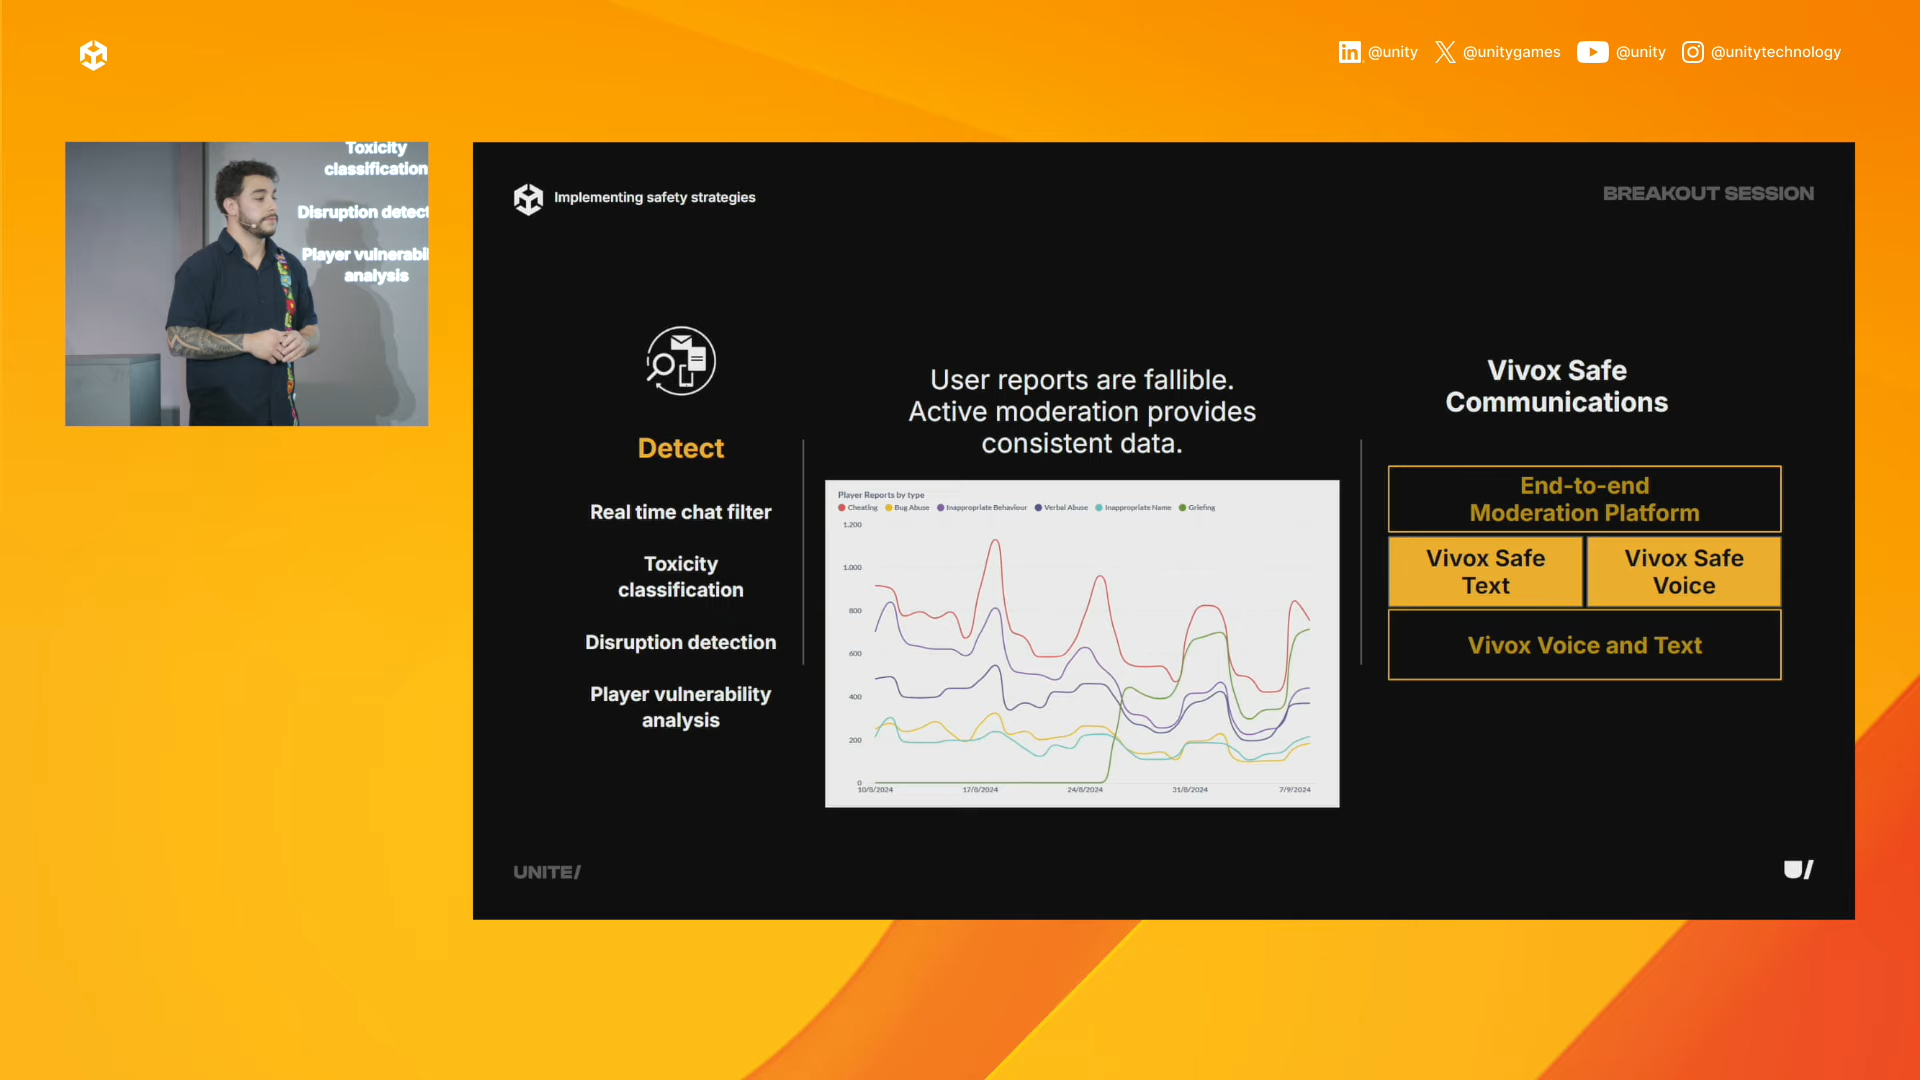 @unity
@unitygames
@unity
@unitytechnology
Toxicity
classification
Disruption detect
Player vulnerabil
analysis
Implementing safety strategies
BREAKOUT SESSION
Detect
Real time chat filter
Toxicity
classification
Disruption detection
Player vulnerability
analysis
User reports are fallible.
Active moderation provides
consistent data.
Player Reports by type
Cheating
Bug Abuse
Inappropriate Behaviour
Verbal Abuse
Inappropriate Name
Griefing
1,200
1,000
800
600
400
200
0
10/8/2024
17/8/2024
24/8/2024
31/8/2024
7/9/2024
Vivox Safe
Communications
End-to-end
Moderation Platform
Vivox Safe
Text
Vivox Safe
Voice
Vivox Voice and Text
UNITE/
U/